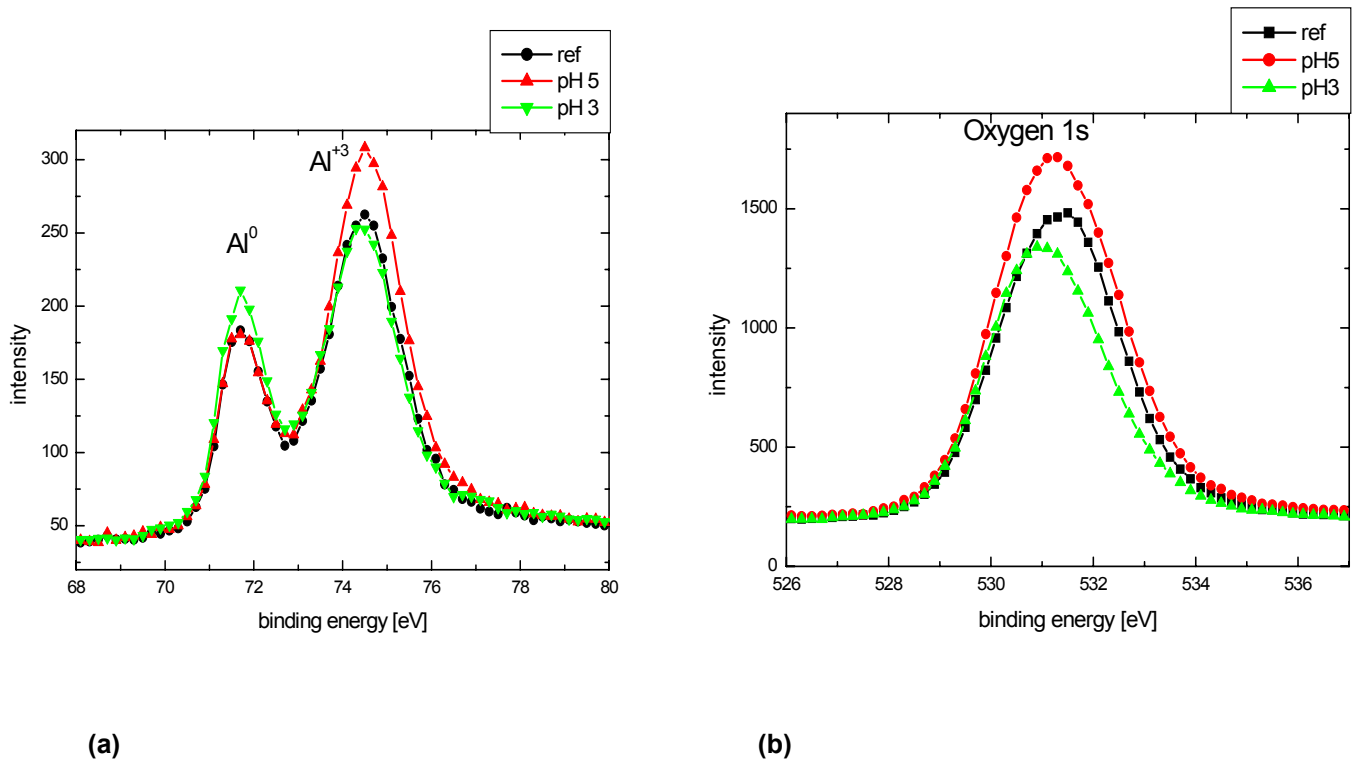 ref
pH 5
pH 3
Al+3
Al0
300
250
200
150
100
50
68 70 72 74 76 78 80
intensity
binding energy [eV]
(a)
ref
pH5
pH3
Oxygen 1s
1500
1000
500
0
526 528 530 532 534 536
intensity
binding energy [eV]
(b)